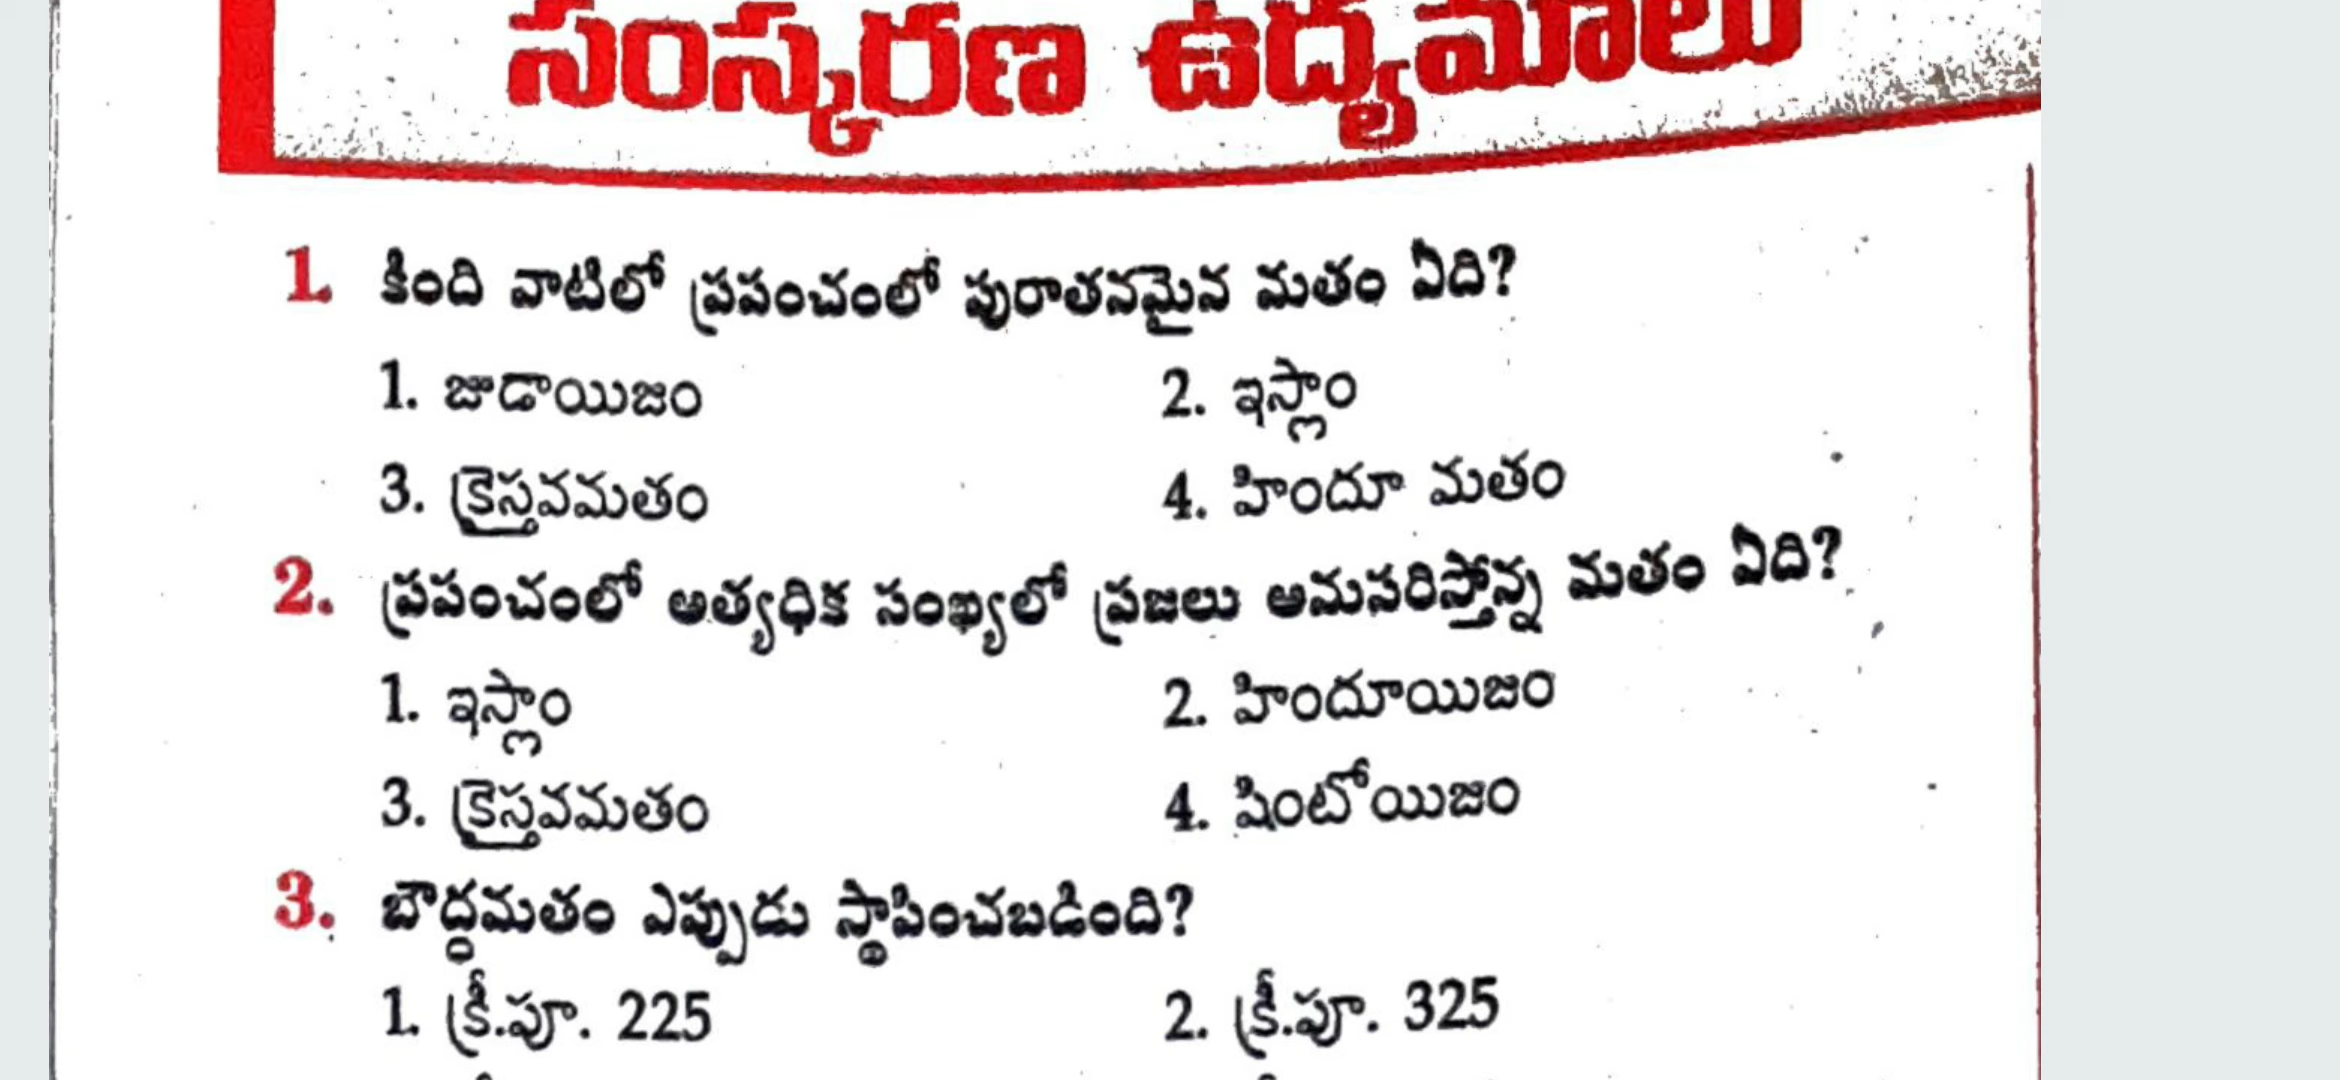 సంస్కరణ ఉద్యమాలు
1. కింది వాటిలో ప్రపంచంలో పురాతనమైన మతం ఏది?
1. జుడాయిజం 2. ఇస్లాం
3. క్రైస్తవమతం 4. హిందూ మతం
2. ప్రపంచంలో అత్యధిక సంఖ్యలో ప్రజలు అనుసరిస్తోన్న మతం ఏది?
1. ఇస్లాం 2. హిందూయిజం
3. క్రైస్తవమతం 4. షింటోయిజం
3. బౌద్ధమతం ఎప్పుడు స్థాపించబడింది?
1. క్రీ.పూ. 225 2. క్రీ.పూ. 325